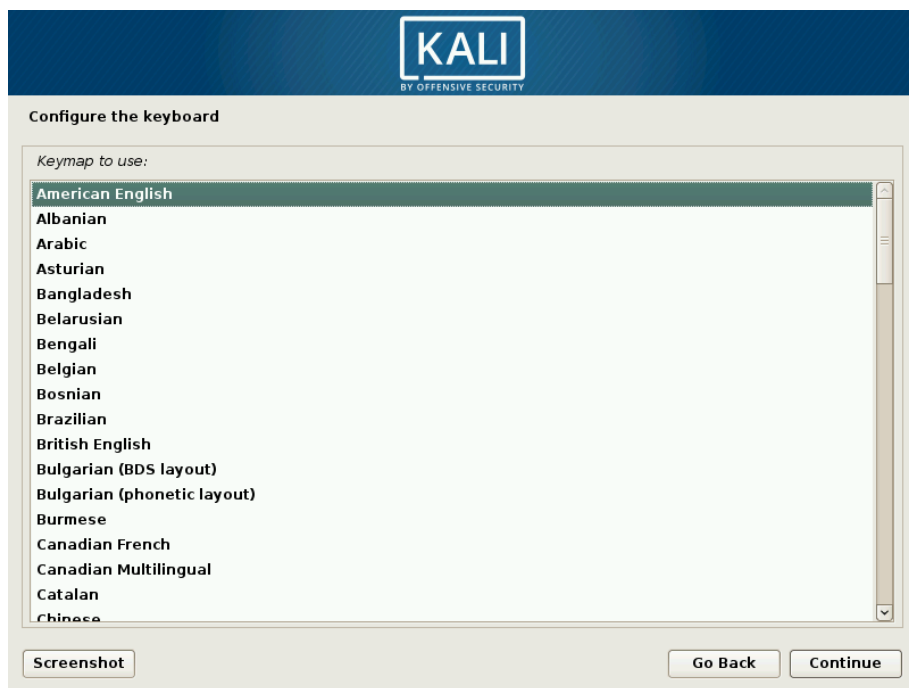 KALI
BY OFFENSIVE SECURITY
Configure the keyboard
Keymap to use:
American English
Albanian
Arabic
Asturian
Bangladesh
Belarusian
Bengali
Belgian
Bosnian
Brazilian
British English
Bulgarian (BDS layout)
Bulgarian (phonetic layout)
Burmese
Canadian French
Canadian Multilingual
Catalan
Chinese
Screenshot
Go Back
Continue